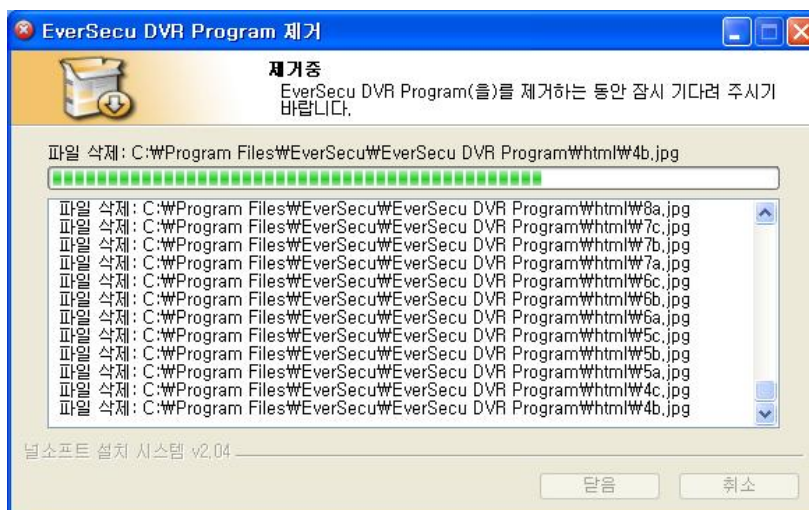 EverSecu DVR Program 제거
제거중
EverSecu DVR Program(을)를 제거하는 동안 잠시 기다려 주시기
바랍니다.
파일 삭제: C:₩Program Files₩EverSecu₩EverSecu DVR Program₩html₩4b.jpg
파일 삭제: C:₩Program Files₩EverSecu₩EverSecu DVR Program₩html₩8a.jpg
파일 삭제: C:₩Program Files₩EverSecu₩EverSecu DVR Program₩html₩7c.jpg
파일 삭제: C:₩Program Files₩EverSecu₩EverSecu DVR Program₩html₩7b.jpg
파일 삭제: C:₩Program Files₩EverSecu₩EverSecu DVR Program₩html₩7a.jpg
파일 삭제: C:₩Program Files₩EverSecu₩EverSecu DVR Program₩html₩6c.jpg
파일 삭제: C:₩Program Files₩EverSecu₩EverSecu DVR Program₩html₩6b.jpg
파일 삭제: C:₩Program Files₩EverSecu₩EverSecu DVR Program₩html₩6a.jpg
파일 삭제: C:₩Program Files₩EverSecu₩EverSecu DVR Program₩html₩5c.jpg
파일 삭제: C:₩Program Files₩EverSecu₩EverSecu DVR Program₩html₩5b.jpg
파일 삭제: C:₩Program Files₩EverSecu₩EverSecu DVR Program₩html₩5a.jpg
파일 삭제: C:₩Program Files₩EverSecu₩EverSecu DVR Program₩html₩4c.jpg
파일 삭제: C:₩Program Files₩EverSecu₩EverSecu DVR Program₩html₩4b.jpg
널소프트 설치 시스템 v2.04
닫음 취소